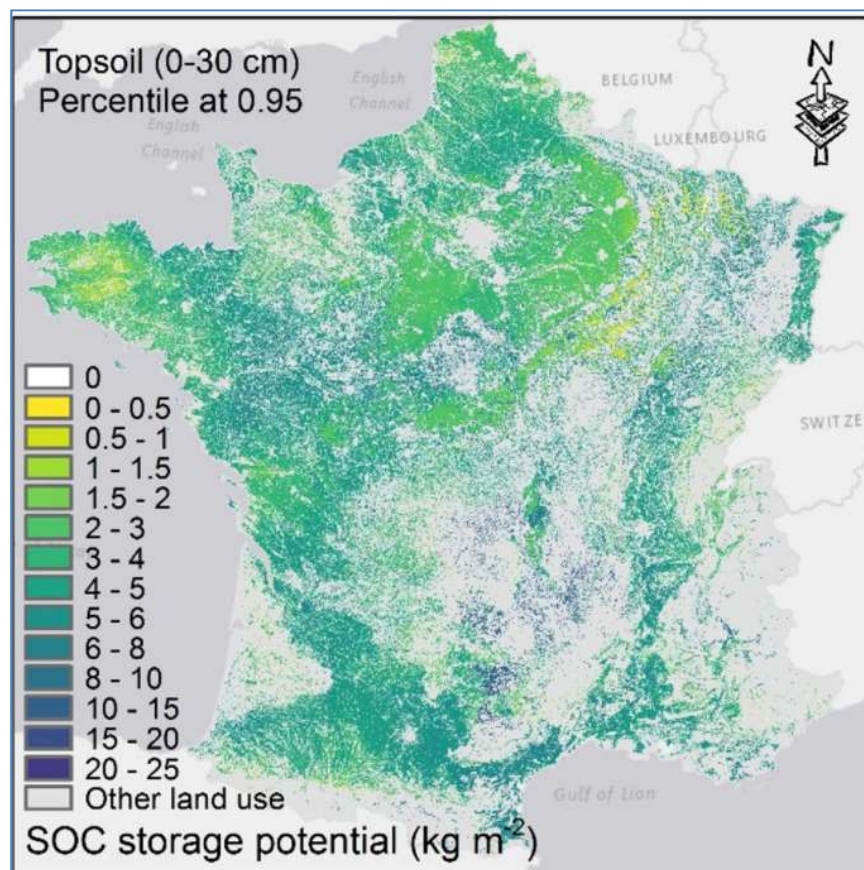 Topsoil (0-30 cm)
Percentile at 0.95
English
Channel
English
Channel
BELGIUM
LUXEMBOURG
N
SWITZE
0
0 - 0.5
0.5 - 1
1 - 1.5
1.5 - 2
2 - 3
3 - 4
4 - 5
5 - 6
6 - 8
8 - 10
10 - 15
15 - 20
20 - 25
Other land use
Gulf of Lion
SOC storage potential (kg m⁻²)